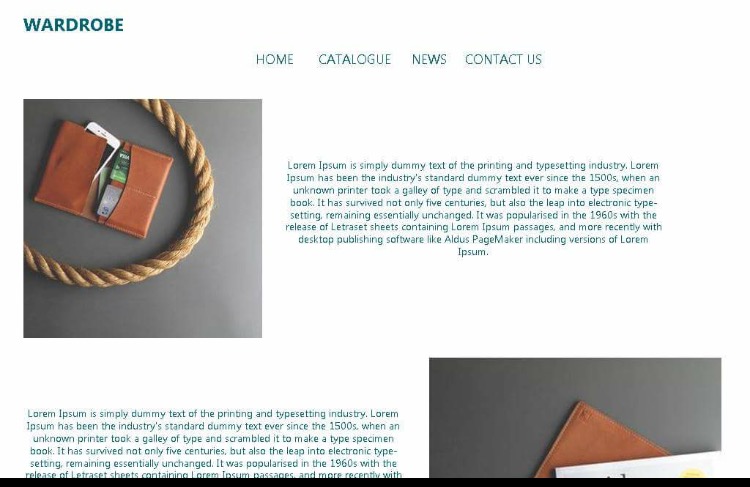 WARDROBE
HOME CATALOGUE NEWS CONTACT US
Lorem Ipsum is simply dummy text of the printing and typesetting industry. Lorem
Ipsum has been the industry's standard dummy text ever since the 1500s, when an
unknown printer took a galley of type and scrambled it to make a type specimen
book. It has survived not only five centuries, but also the leap into electronic type-
setting, remaining essentially unchanged. It was popularised in the 1960s with the
release of Letraset sheets containing Lorem Ipsum passages, and more recently with
desktop publishing software like Aldus PageMaker including versions of Lorem
Ipsum.
Lorem Ipsum is simply dummy text of the printing and typesetting industry. Lorem
Ipsum has been the industry's standard dummy text ever since the 1500s, when an
unknown printer took a galley of type and scrambled it to make a type specimen
book. It has survived not only five centuries, but also the leap into electronic type-
setting, remaining essentially unchanged. It was popularised in the 1960s with the
release of Letraset sheets containing Lorem Ipsum passages, and more recently with